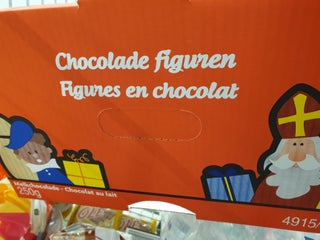 Chocolade figuren
Figures en chocolat
Melkchocolade - Chocolat au lait
250g
4915/